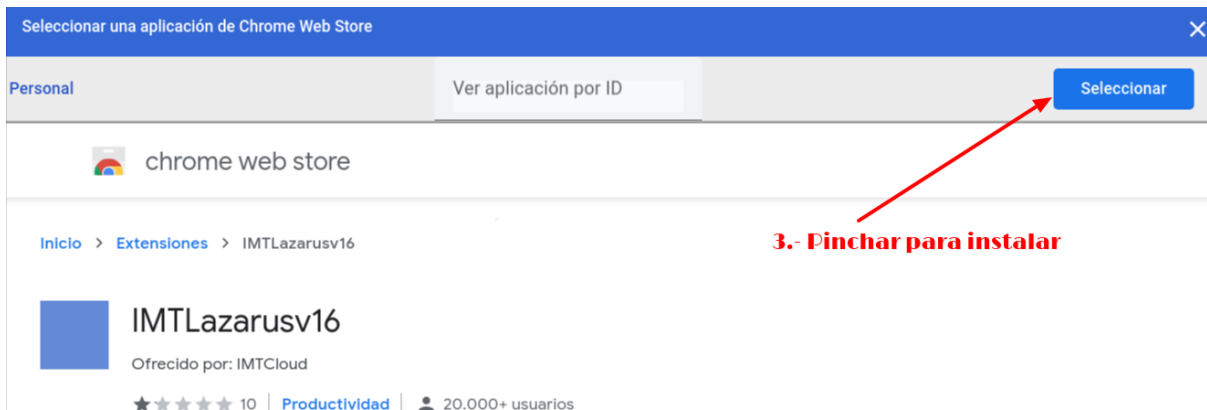 Seleccionar una aplicación de Chrome Web Store
Personal
Ver aplicación por ID
Seleccionar
chrome web store
Inicio > Extensiones > IMTLazarusv16
3.- Pinchar para instalar
IMTLazarusv16
Ofrecido por: IMTCloud
10 | Productividad | 20.000+ usuarios